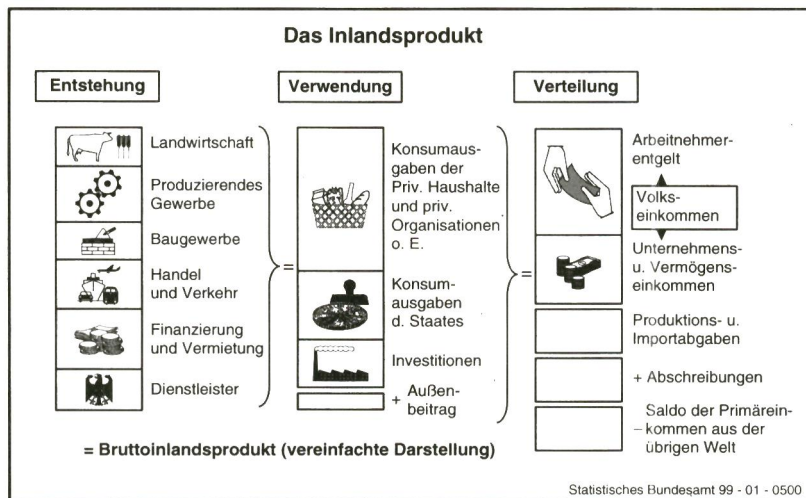 Das Inlandsprodukt
Entstehung
Landwirtschaft
Produzierendes
Gewerbe
Baugewerbe
Handel
und Verkehr
Finanzierung
und Vermietung
Dienstleister
=
Verwendung
Konsumaus-
gaben der
Priv. Haushalte
und priv.
Organisationen
o. E.
Konsum-
ausgaben
d. Staates
Investitionen
+ Außen-
beitrag
=
Verteilung
Arbeitnehmer-
entgelt
Volks-
einkommen
Unternehmens-
u. Vermögens-
einkommen
Produktions- u.
Importabgaben
+ Abschreibungen
Saldo der Primärein-
– kommen aus der
übrigen Welt
= Bruttoinlandsprodukt (vereinfachte Darstellung)
Statistisches Bundesamt 99 - 01 - 0500